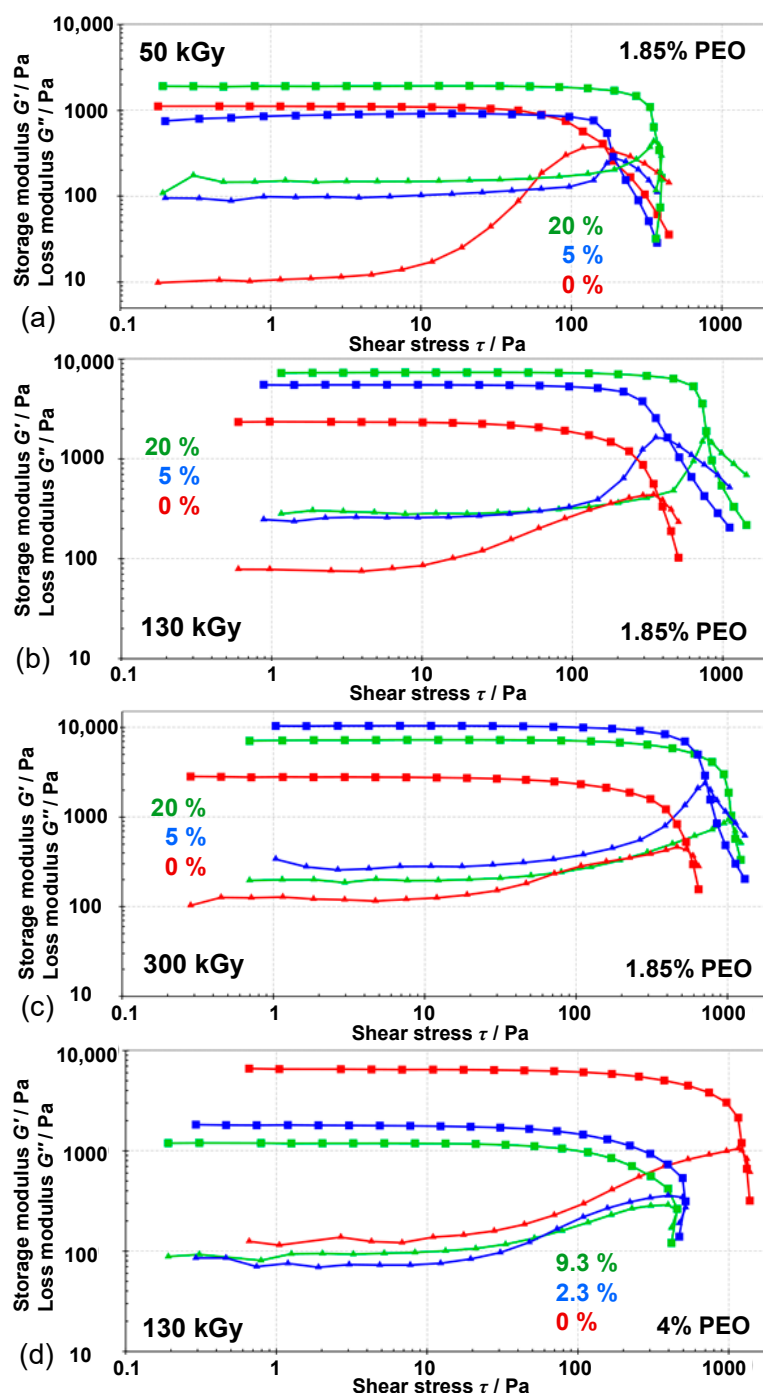 10,000
50 kGy
1.85% PEO
1000
100
20 %
5 %
0 %
10
Storage modulus G′ / Pa
Loss modulus G″ / Pa
(a)
0.1
1
10
100
1000
Shear stress τ / Pa
10,000
1000
20 %
5 %
0 %
100
130 kGy
1.85% PEO
10
Storage modulus G′ / Pa
Loss modulus G″ / Pa
(b)
0.1
1
10
100
1000
Shear stress τ / Pa
10,000
1000
20 %
5 %
0 %
100
300 kGy
1.85% PEO
10
Storage modulus G′ / Pa
Loss modulus G″ / Pa
(c)
0.1
1
10
100
1000
Shear stress τ / Pa
10,000
1000
100
9.3 %
2.3 %
0 %
130 kGy
4% PEO
10
Storage modulus G′ / Pa
Loss modulus G″ / Pa
(d)
0.1
1
10
100
1000
Shear stress τ / Pa